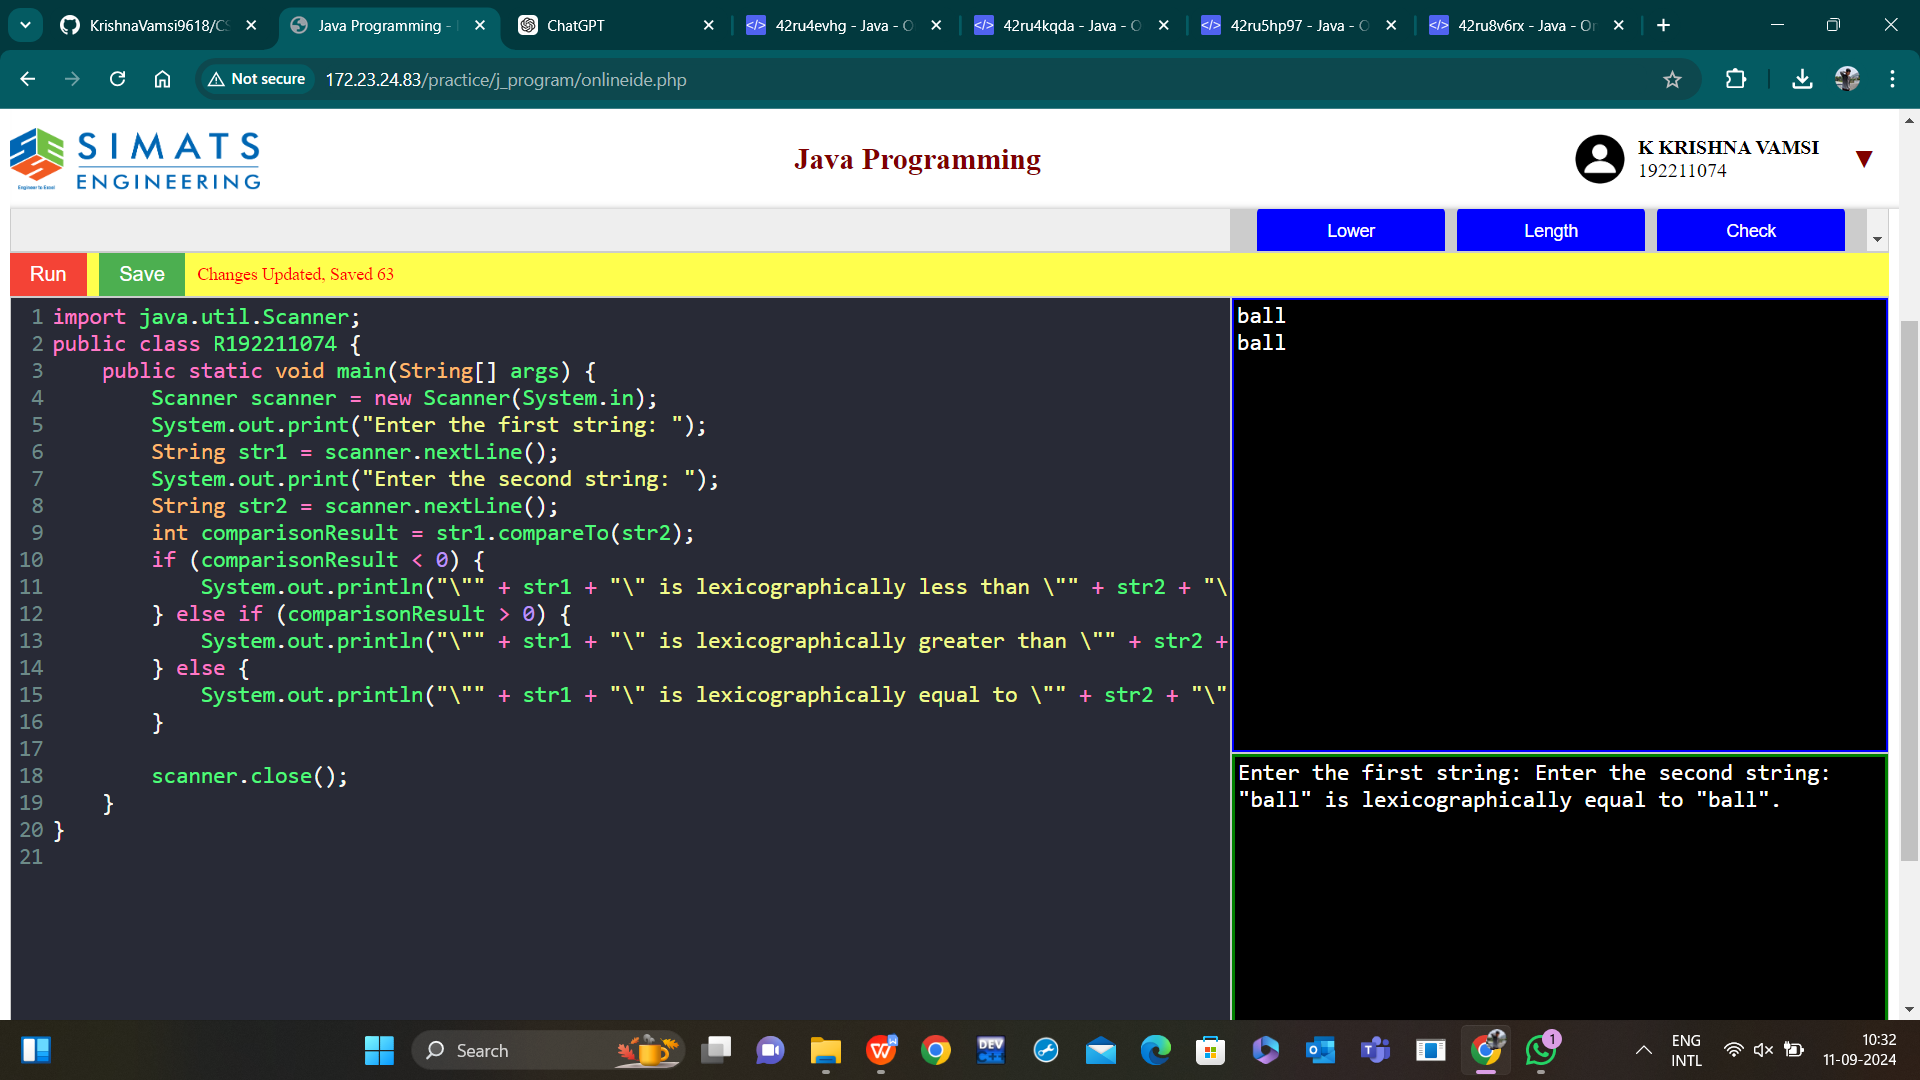 KrishnaVamsi9618/CS
Java Programming -
ChatGPT
42ru4evhg - Java - O
42ru4kqda - Java - O
42ru5hp97 - Java - O
42ru8v6rx - Java - Or
Not secure
172.23.24.83/practice/j_program/onlineide.php
SIMATS
ENGINEERING
Engineer to Excel
Java Programming
K KRISHNA VAMSI
192211074
Lower
Length
Check
Run
Save
Changes Updated, Saved 63
1 import java.util.Scanner;
2 public class R192211074 {
3     public static void main(String[] args) {
4         Scanner scanner = new Scanner(System.in);
5         System.out.print("Enter the first string: ");
6         String str1 = scanner.nextLine();
7         System.out.print("Enter the second string: ");
8         String str2 = scanner.nextLine();
9         int comparisonResult = str1.compareTo(str2);
10         if (comparisonResult < 0) {
11             System.out.println("\"" + str1 + "\" is lexicographically less than \"" + str2 + "\
12         } else if (comparisonResult > 0) {
13             System.out.println("\"" + str1 + "\" is lexicographically greater than \"" + str2 +
14         } else {
15             System.out.println("\"" + str1 + "\" is lexicographically equal to \"" + str2 + "\"
16         }
17
18         scanner.close();
19     }
20 }
21
ball
ball
Enter the first string: Enter the second string:
"ball" is lexicographically equal to "ball".
Search
DEV
1
ENG
INTL
10:32
11-09-2024